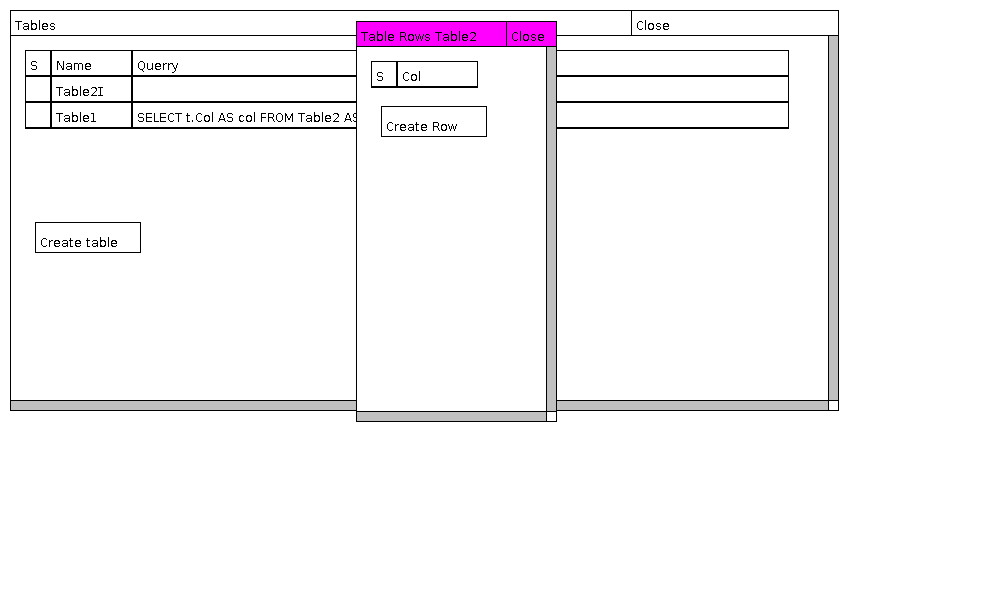 Tables Close
Table Rows Table2 Close
S Name Querry
Table2I
Table1 SELECT t.Col AS col FROM Table2 AS
S Col
Create Row
Create table